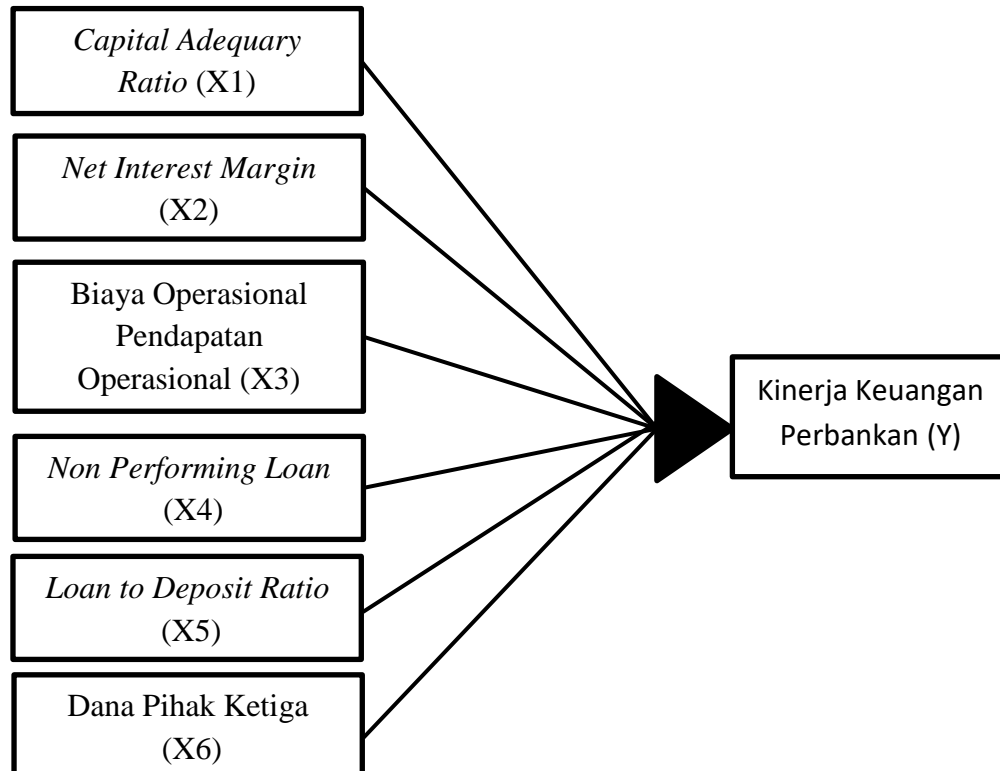 Capital Adequary
Ratio (X1)
Net Interest Margin
(X2)
Biaya Operasional
Pendapatan
Operasional (X3)
Non Performing Loan
(X4)
Loan to Deposit Ratio
(X5)
Dana Pihak Ketiga
(X6)
Kinerja Keuangan
Perbankan (Y)